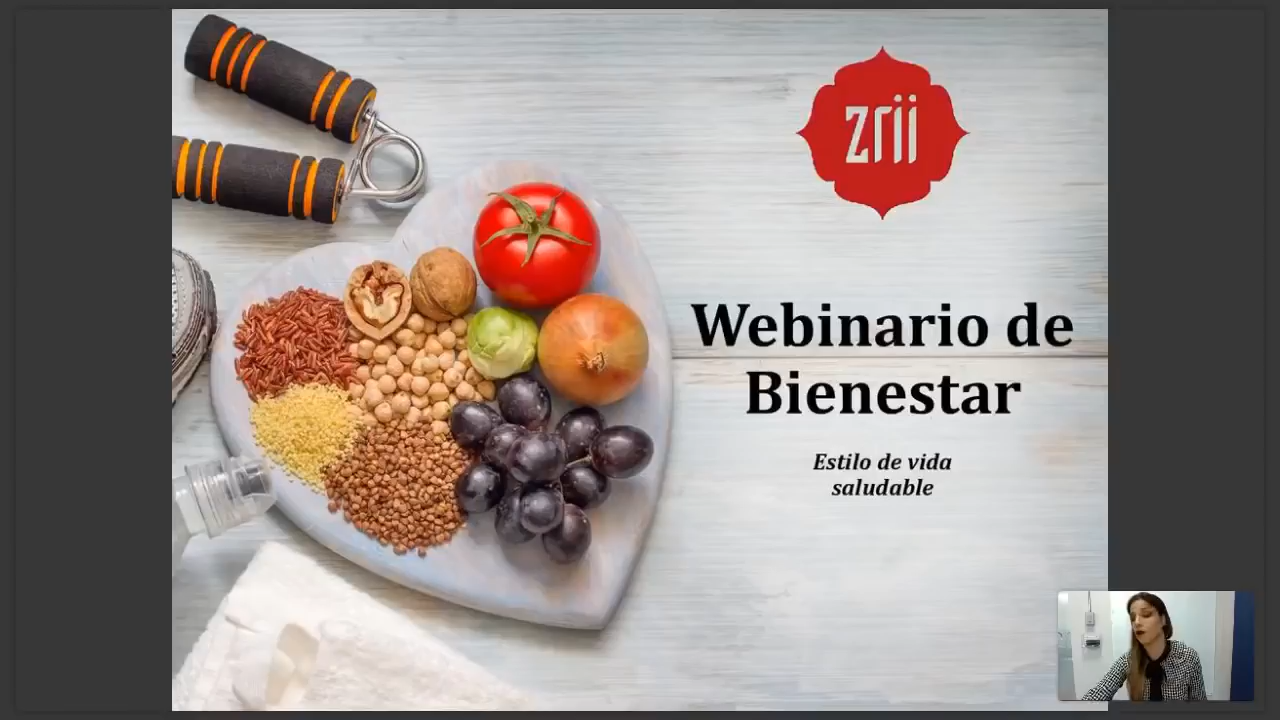 zrii
Webinario de
Bienestar
Estilo de vida
saludable